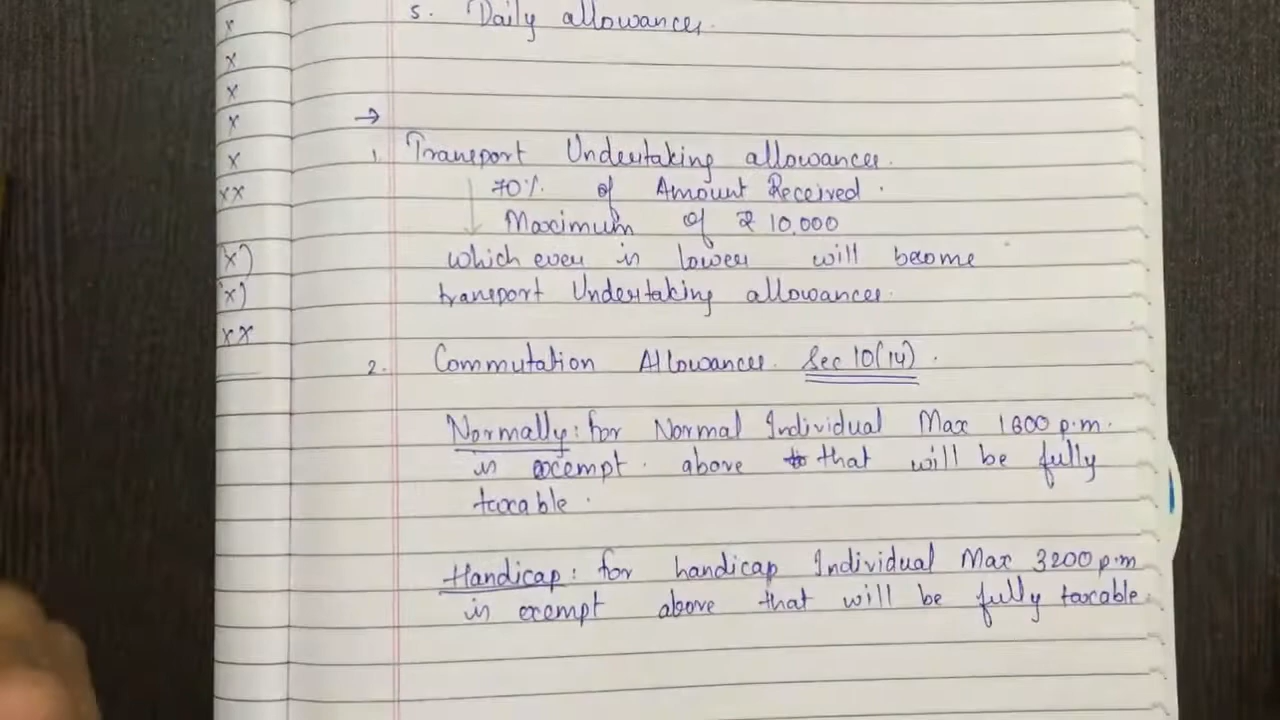 x
x
x
x
x
xx
x)
x)
xx
5. Daily allowances.
→
1. Transport Undertaking allowances.
70% of Amount Received.
Maximum of ₹ 10,000
which ever is lower will become
transport Undertaking allowances.
2. Commutation Allowances. Sec 10(14).
Normally: for Normal Individual Max 1600 p.m.
is exempt. above that will be fully
taxable.
Handicap: for handicap Individual Max 3200 p.m
is exempt above that will be fully taxable.